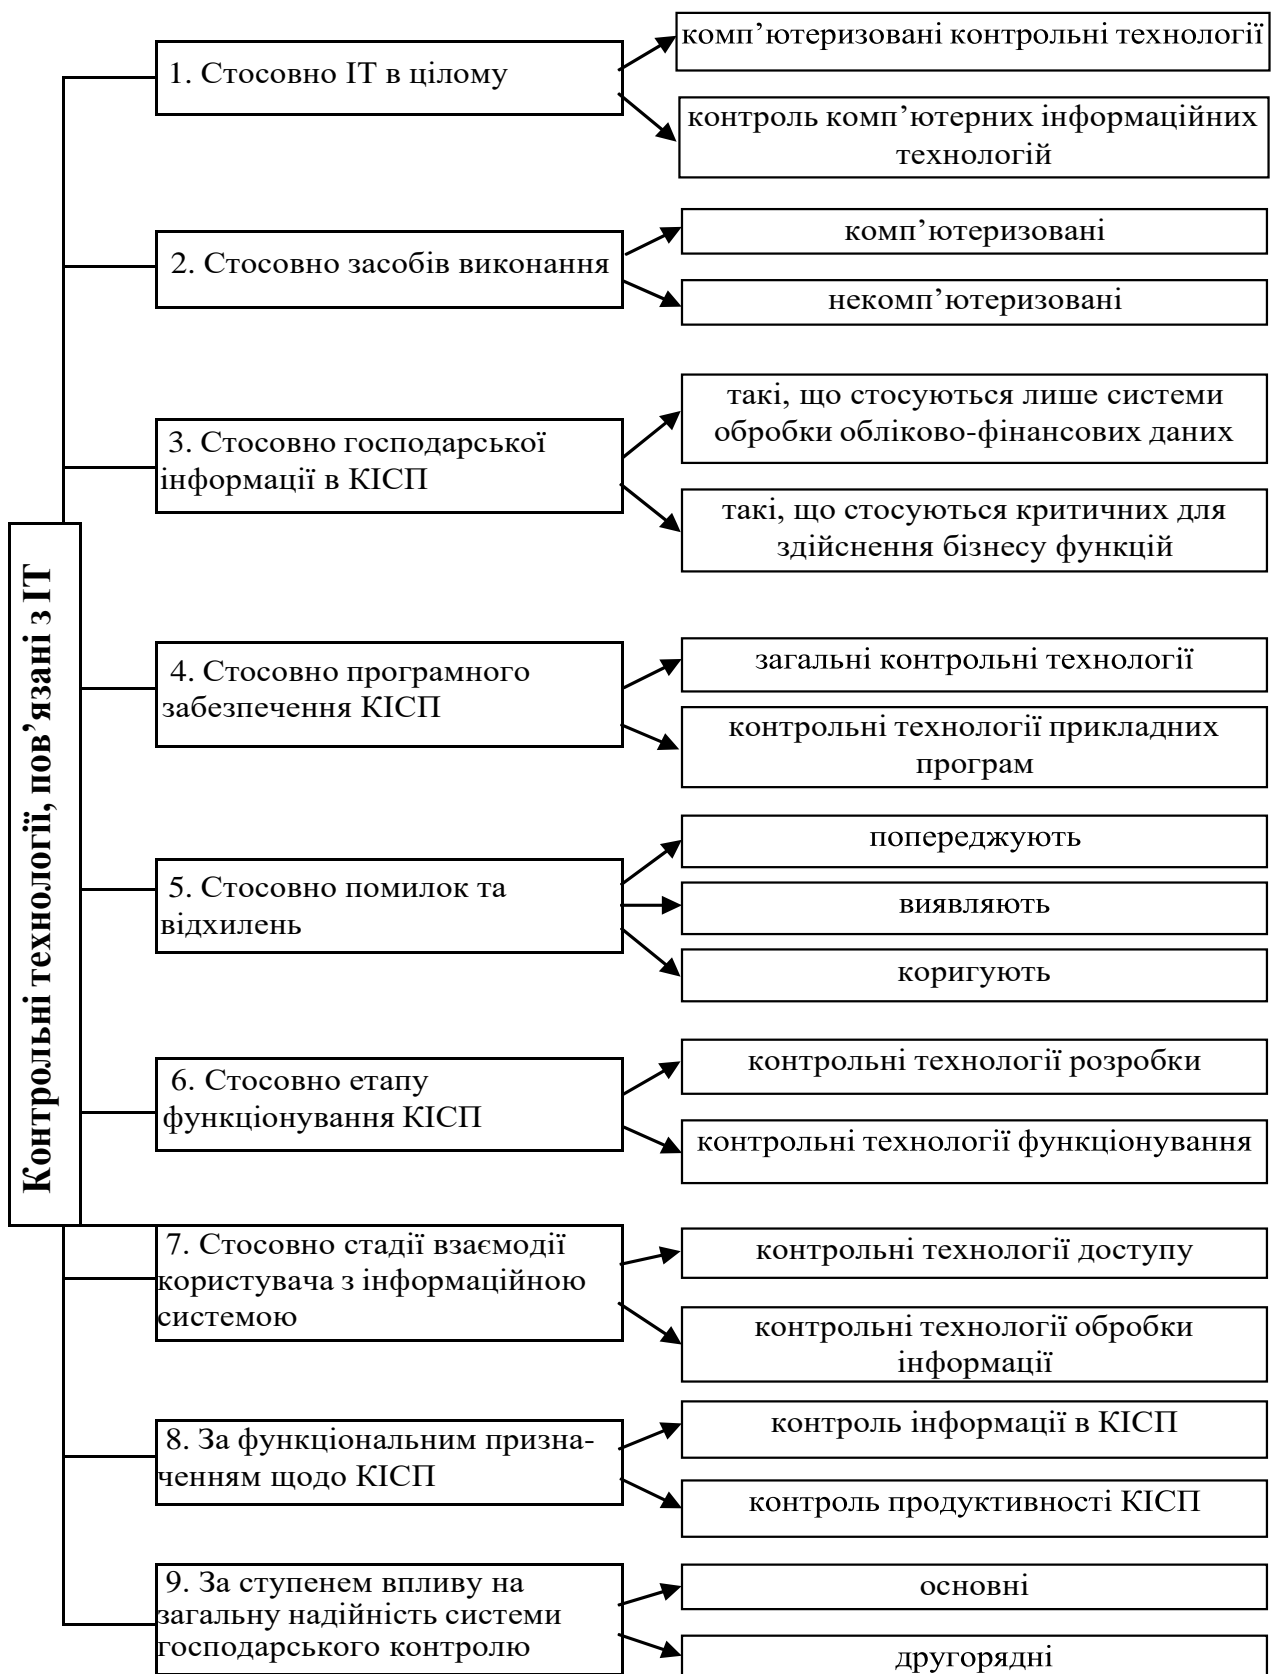 Контрольні технології, пов’язані з ІТ
1. Стосовно ІТ в цілому
комп’ютеризовані контрольні технології
контроль комп’ютерних інформаційних
технологій
2. Стосовно засобів виконання
комп’ютеризовані
некомп’ютеризовані
3. Стосовно господарської
інформації в КІСП
такі, що стосуються лише системи
обробки обліково-фінансових даних
такі, що стосуються критичних для
здійснення бізнесу функцій
4. Стосовно програмного
забезпечення КІСП
загальні контрольні технології
контрольні технології прикладних
програм
5. Стосовно помилок та
відхилень
попереджують
виявляють
коригують
6. Стосовно етапу
функціонування КІСП
контрольні технології розробки
контрольні технології функціонування
7. Стосовно стадії взаємодії
користувача з інформаційною
системою
контрольні технології доступу
контрольні технології обробки
інформації
8. За функціональним призна-
ченням щодо КІСП
контроль інформації в КІСП
контроль продуктивності КІСП
9. За ступенем впливу на
загальну надійність системи
господарського контролю
основні
другорядні